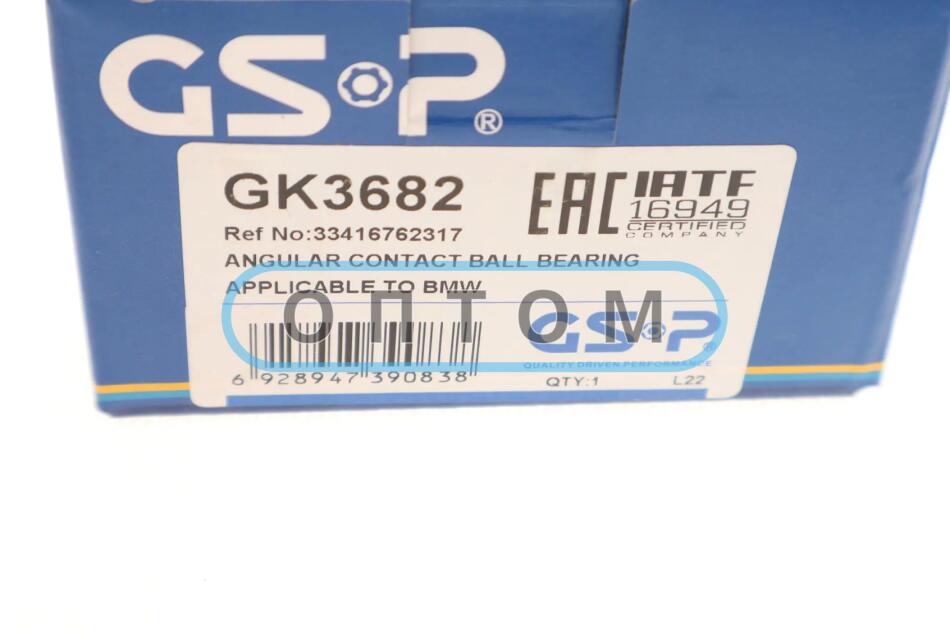 GSP®
GK3682
EAC IATF
16949
CERTIFIED
COMPANY
Ref No:33416762317
ANGULAR CONTACT BALL BEARING
APPLICABLE TO BMW
ОПТОМ
GSP®
QUALITY DRIVEN PERFORMANCE
6 928947 390838
QTY:1 L22